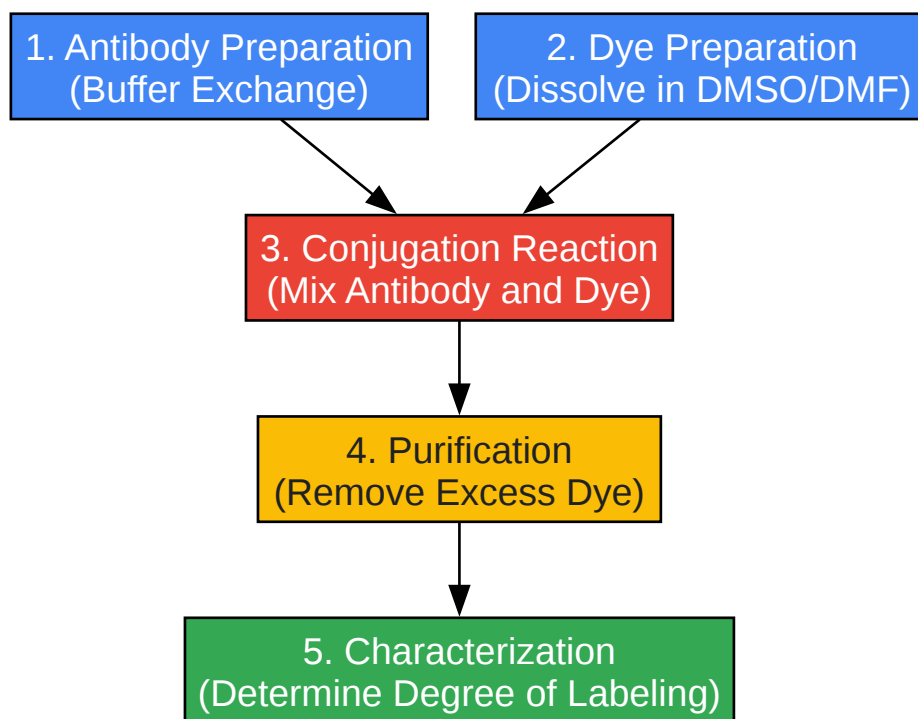 1. Antibody Preparation
(Buffer Exchange)
2. Dye Preparation
(Dissolve in DMSO/DMF)
3. Conjugation Reaction
(Mix Antibody and Dye)
4. Purification
(Remove Excess Dye)
5. Characterization
(Determine Degree of Labeling)